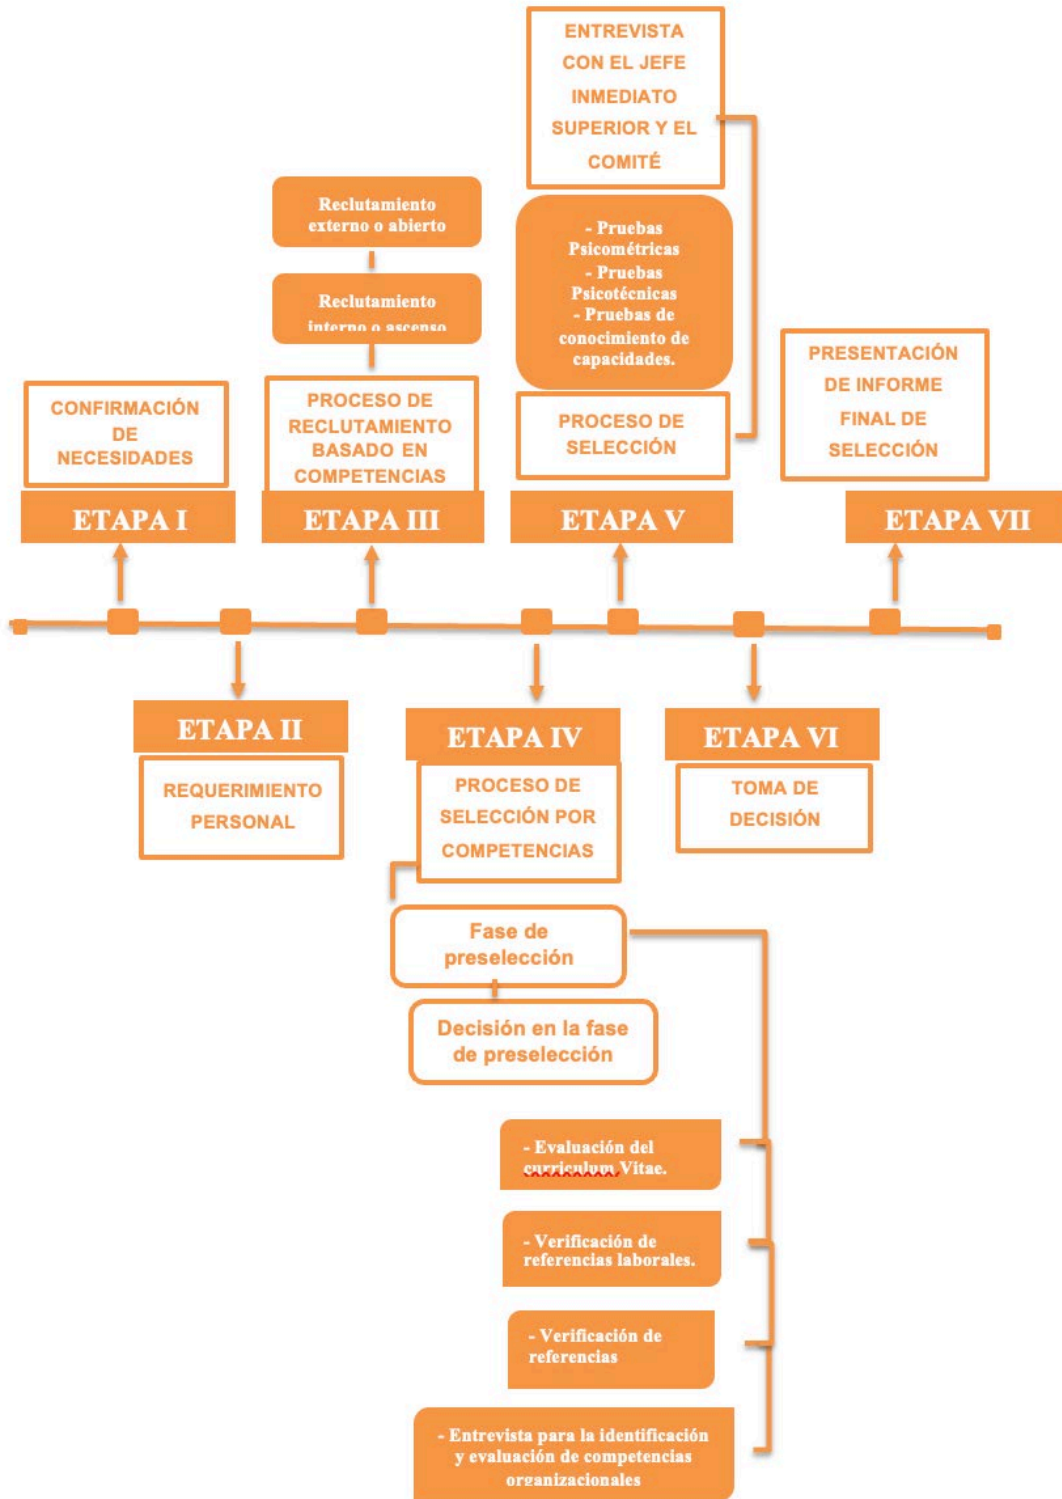 ENTREVISTA
CON EL JEFE
INMEDIATO
SUPERIOR Y EL
COMITÉ
Reclutamiento
externo o abierto
Reclutamiento
interno o ascenso
- Pruebas
Psicométricas
- Pruebas
Psicotécnicas
- Pruebas de
conocimiento de
capacidades.
CONFIRMACIÓN
DE
NECESIDADES
PROCESO DE
RECLUTAMIENTO
BASADO EN
COMPETENCIAS
PROCESO DE
SELECCIÓN
PRESENTACIÓN
DE INFORME
FINAL DE
SELECCIÓN
ETAPA I
ETAPA III
ETAPA V
ETAPA VII
ETAPA II
REQUERIMIENTO
PERSONAL
ETAPA IV
PROCESO DE
SELECCIÓN POR
COMPETENCIAS
ETAPA VI
TOMA DE
DECISIÓN
Fase de
preselección
Decisión en la fase
de preselección
- Evaluación del
curriculum Vitae.
- Verificación de
referencias laborales.
- Verificación de
referencias
- Entrevista para la identificación
y evaluación de competencias
organizacionales